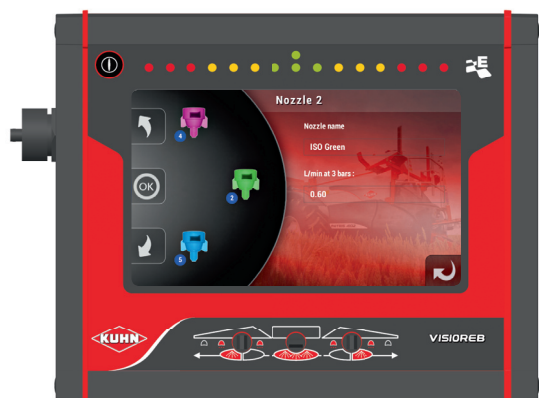 E
Nozzle 2
4
Nozzle name
ISO Green
OK
L/min at 3 bars :
2
0.60
5
KUHN
VISIOREB